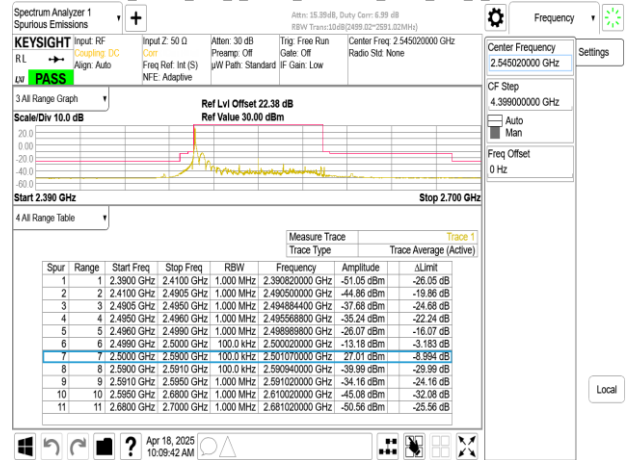 Spectrum Analyzer 1
Spurious Emissions
+
Atten: 15.39dB, Duty Corr: 6.99 dB
RBW Trans:10dB(2499.02~2591.02MHz)
Frequency
KEYSIGHT
RL
LXI
PASS
Input: RF
Coupling: DC
Align: Auto
Input Z: 50 Ω
Corr
Freq Ref: Int (S)
NFE: Adaptive
Atten: 30 dB
Preamp: Off
µW Path: Standard
Trig: Free Run
Gate: Off
IF Gain: Low
Center Freq: 2.545020000 GHz
Radio Std: None
Center Frequency
2.545020000 GHz
Settings
CF Step
4.399000000 GHz
Auto
Man
Freq Offset
0 Hz
Local
3 All Range Graph
Scale/Div 10.0 dB
Ref Lvl Offset 22.38 dB
Ref Value 30.00 dBm
20.0
0.00
-20.0
-40.0
-60.0
Start 2.390 GHz
Stop 2.700 GHz
4 All Range Table
Measure Trace Trace 1
Trace Type Trace Average (Active)
Spur Range Start Freq Stop Freq RBW Frequency Amplitude ΔLimit
1 1 2.3900 GHz 2.4100 GHz 1.000 MHz 2.390820000 GHz -51.05 dBm -26.05 dB
2 2 2.4100 GHz 2.4905 GHz 1.000 MHz 2.490500000 GHz -44.86 dBm -19.86 dB
3 3 2.4905 GHz 2.4950 GHz 1.000 MHz 2.494884400 GHz -37.68 dBm -24.68 dB
4 4 2.4950 GHz 2.4960 GHz 1.000 MHz 2.495568800 GHz -35.24 dBm -22.24 dB
5 5 2.4960 GHz 2.4990 GHz 1.000 MHz 2.498989800 GHz -26.07 dBm -16.07 dB
6 6 2.4990 GHz 2.5000 GHz 100.0 kHz 2.500020000 GHz -13.18 dBm -3.183 dB
7 7 2.5000 GHz 2.5900 GHz 100.0 kHz 2.501070000 GHz 27.01 dBm -8.994 dB
8 8 2.5900 GHz 2.5910 GHz 100.0 kHz 2.590940000 GHz -39.99 dBm -29.99 dB
9 9 2.5910 GHz 2.5950 GHz 1.000 MHz 2.591020000 GHz -34.16 dBm -24.16 dB
10 10 2.5950 GHz 2.6800 GHz 1.000 MHz 2.610020000 GHz -45.08 dBm -32.08 dB
11 11 2.6800 GHz 2.7000 GHz 1.000 MHz 2.681020000 GHz -50.56 dBm -25.56 dB
?
Apr 18, 2025
10:09:42 AM